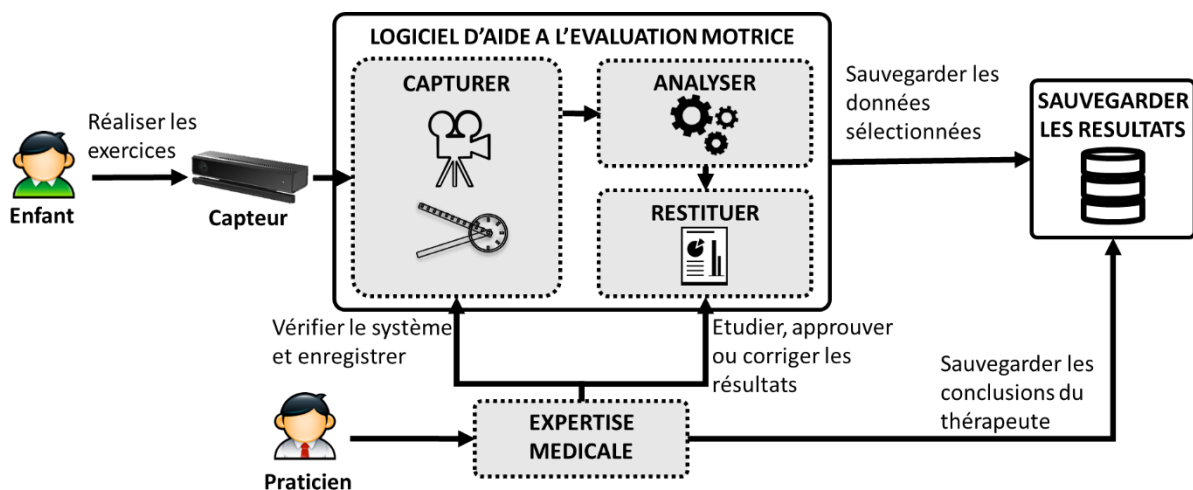 LOGICIEL D'AIDE A L'EVALUATION MOTRICE
CAPTURER
ANALYSER
RESTITUER
Réaliser les
exercices
Enfant
Capteur
Sauvegarder les
données
sélectionnées
SAUVEGARDER
LES RESULTATS
Vérifier le système
et enregistrer
Etudier, approuver
ou corriger les
résultats
Sauvegarder les
conclusions du
thérapeute
EXPERTISE
MEDICALE
Praticien